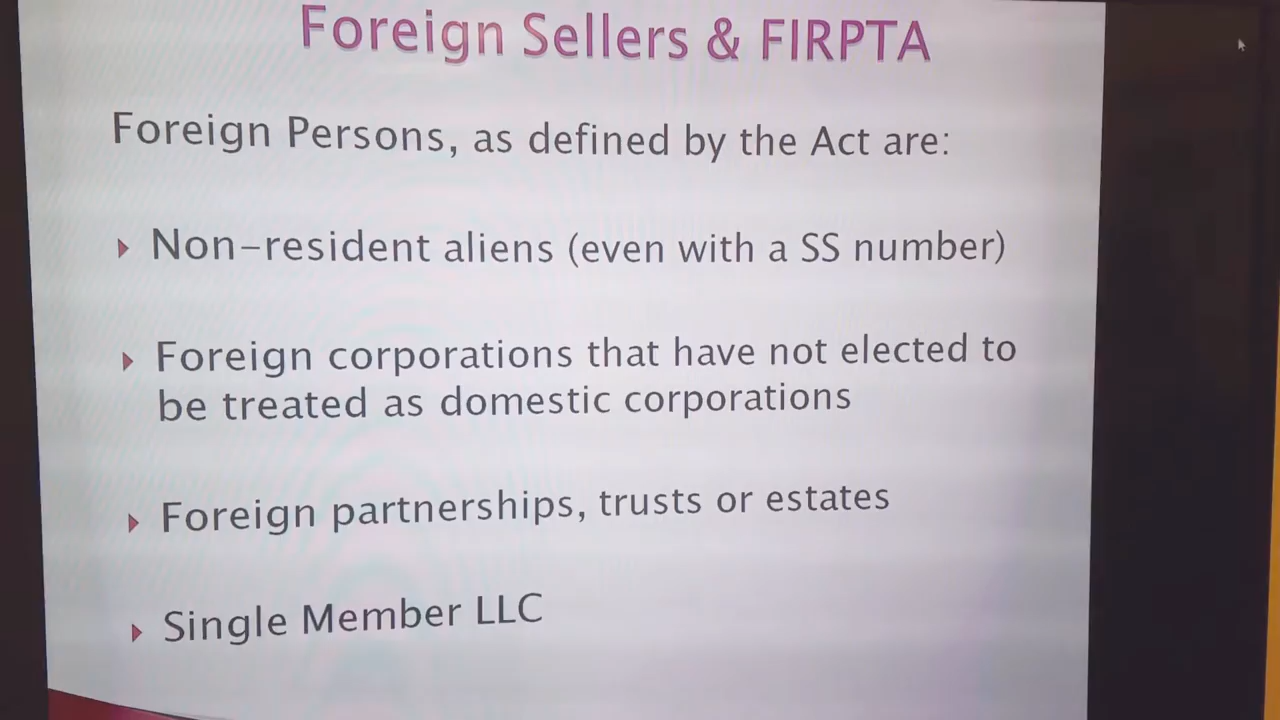 Foreign Sellers & FIRPTA
Foreign Persons, as defined by the Act are:
Non-resident aliens (even with a SS number)
Foreign corporations that have not elected to
be treated as domestic corporations
Foreign partnerships, trusts or estates
Single Member LLC